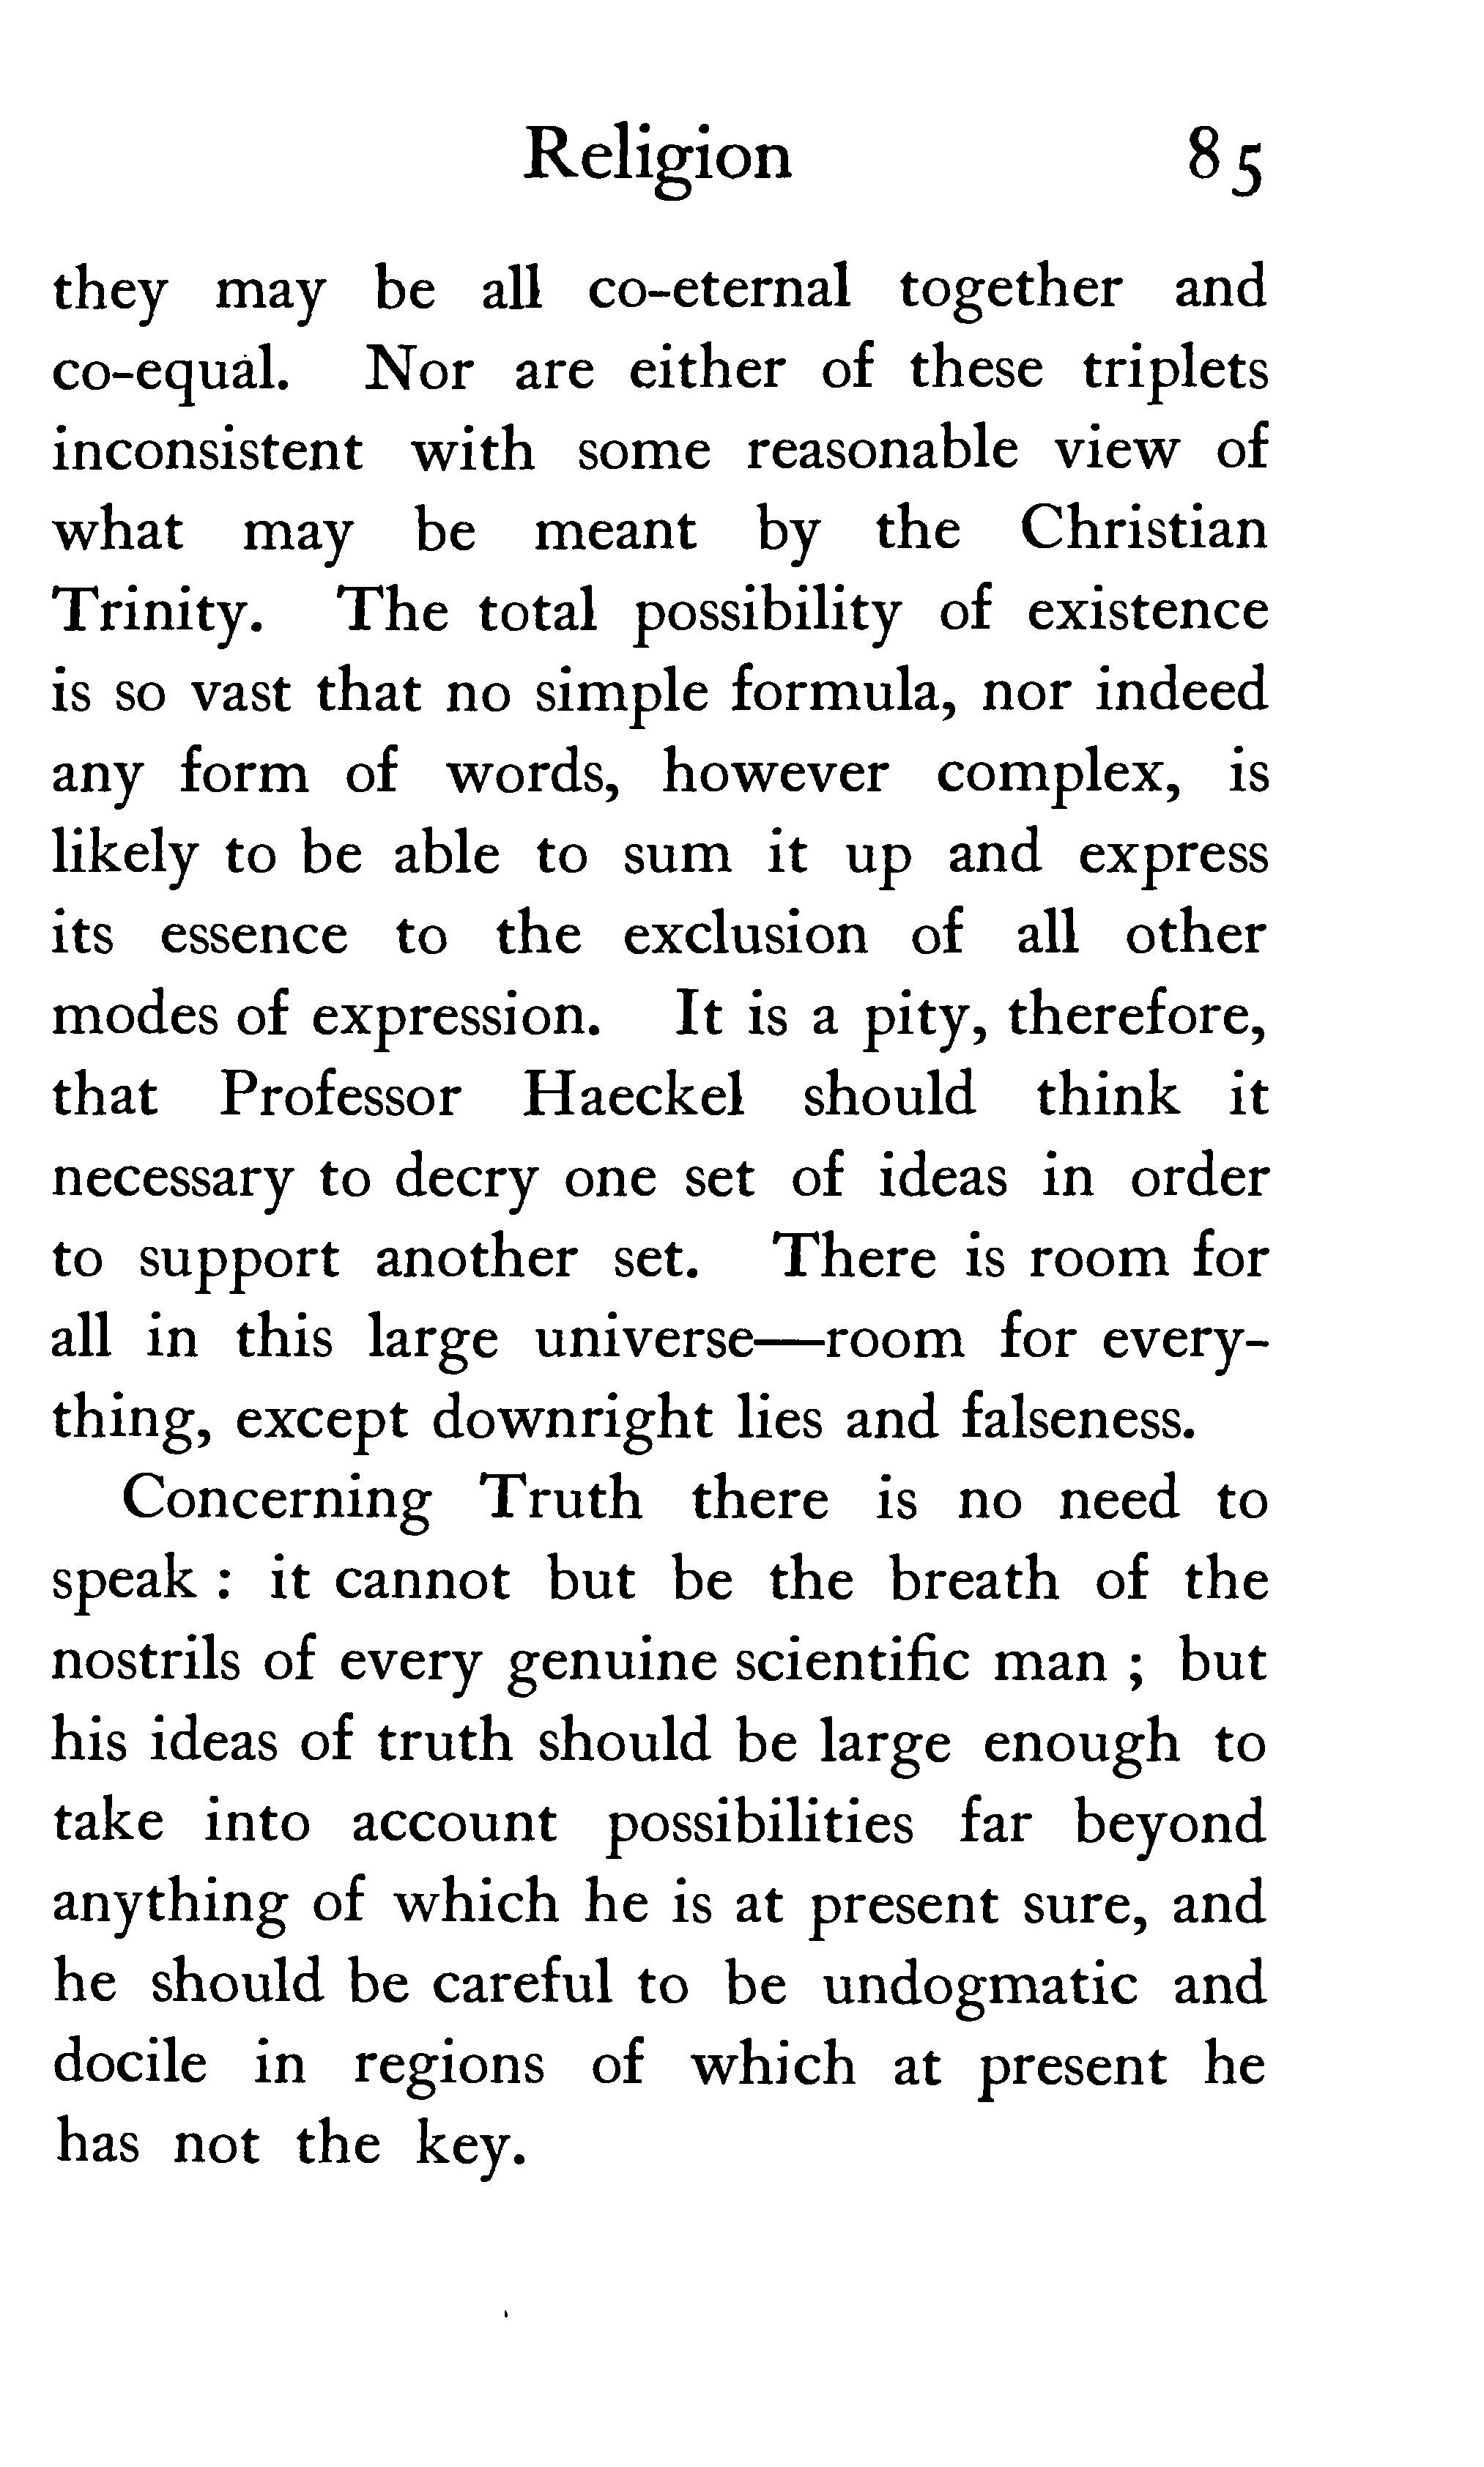 Religion 85
they may be all co-eternal together and
co-equal. Nor are either of these triplets
inconsistent with some reasonable view of
what may be meant by the Christian
Trinity. The total possibility of existence
is so vast that no simple formula, nor indeed
any form of words, however complex, is
likely to be able to sum it up and express
its essence to the exclusion of all other
modes of expression. It is a pity, therefore,
that Professor Haeckel should think it
necessary to decry one set of ideas in order
to support another set. There is room for
all in this large universe—room for every-
thing, except downright lies and falseness.
Concerning Truth there is no need to
speak : it cannot but be the breath of the
nostrils of every genuine scientific man ; but
his ideas of truth should be large enough to
take into account possibilities far beyond
anything of which he is at present sure, and
he should be careful to be undogmatic and
docile in regions of which at present he
has not the key.